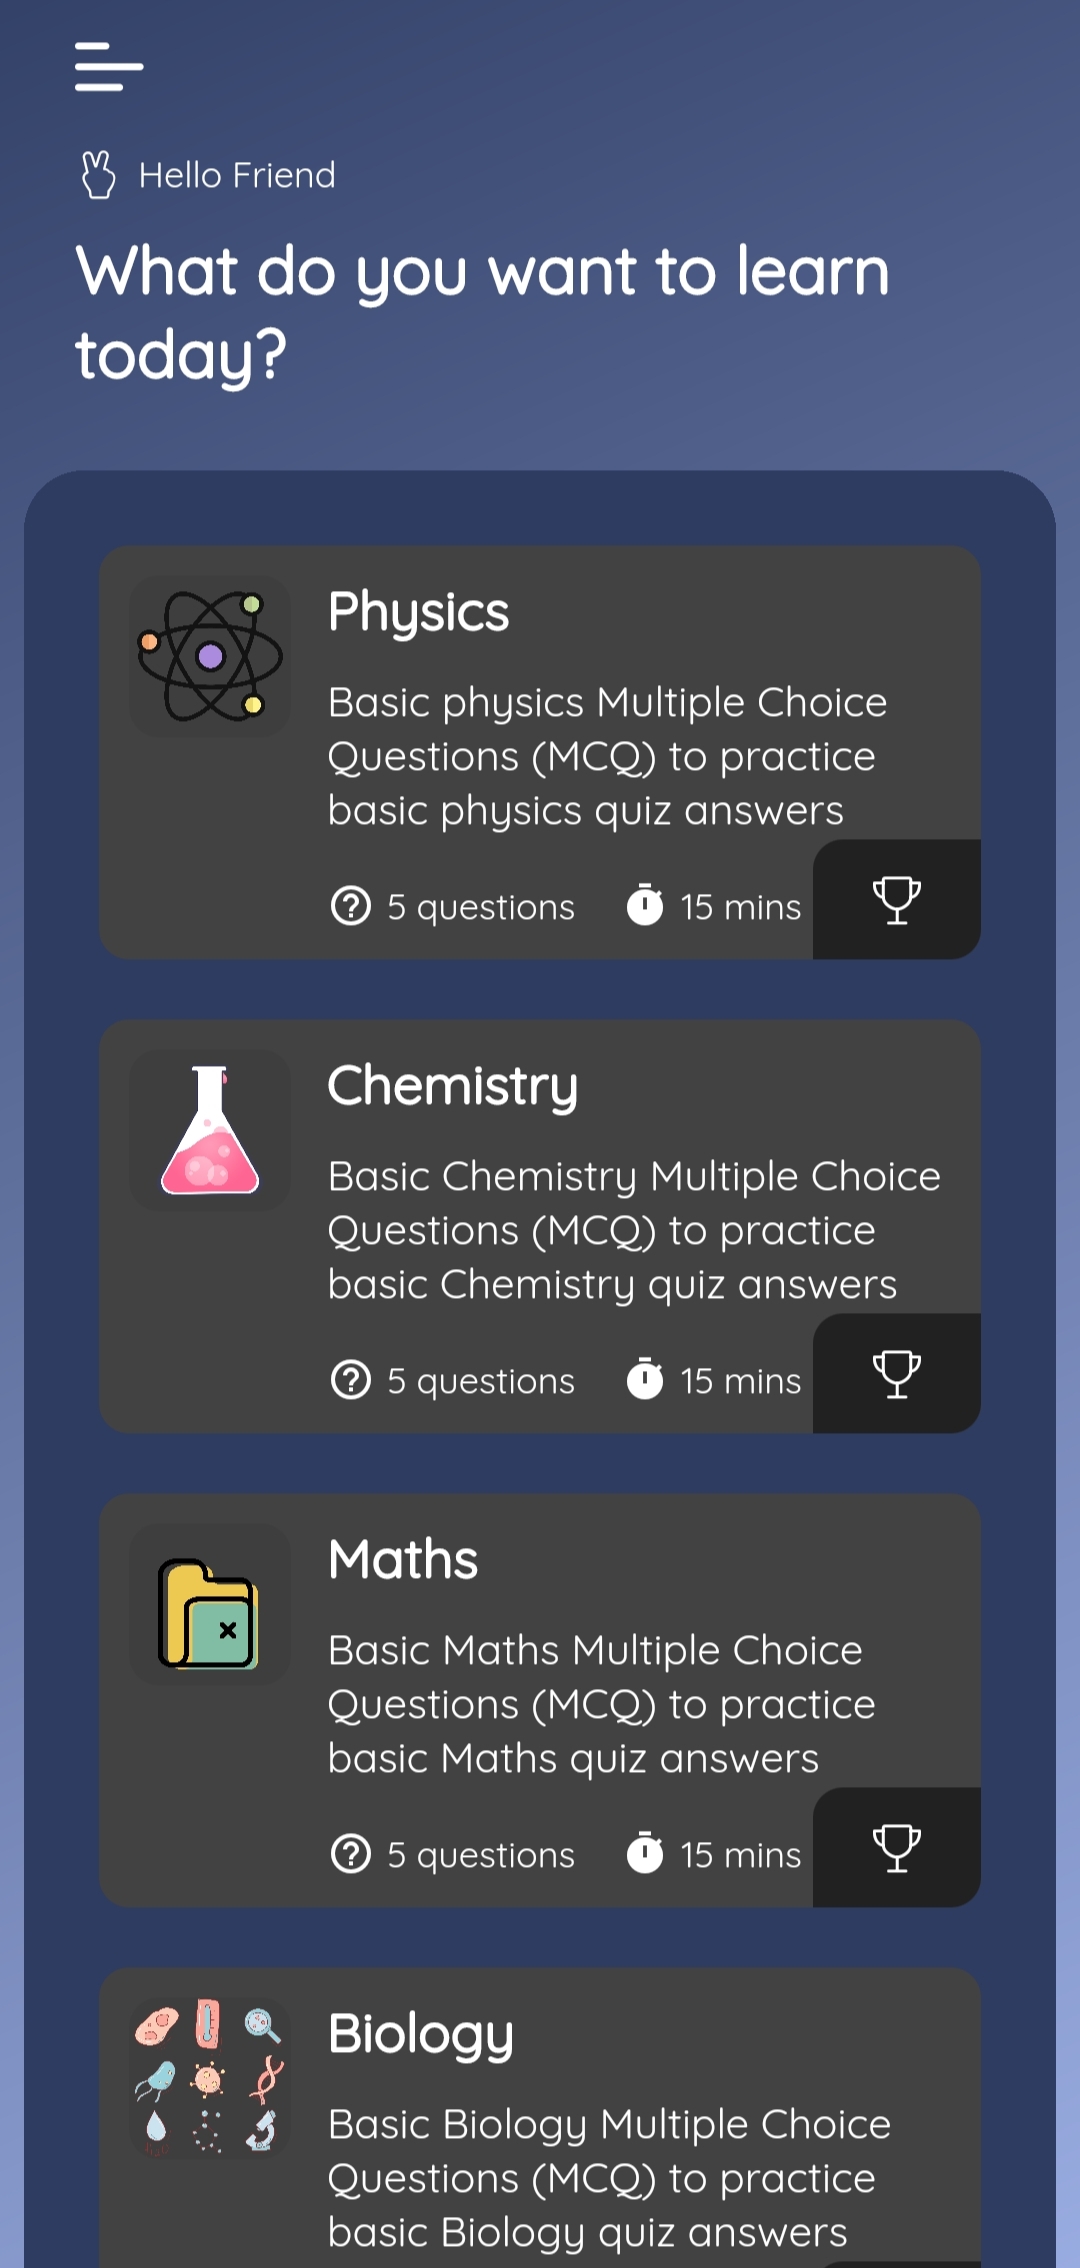 Hello Friend
What do you want to learn
today?
Physics
Basic physics Multiple Choice
Questions (MCQ) to practice
basic physics quiz answers
5 questions 15 mins
Chemistry
Basic Chemistry Multiple Choice
Questions (MCQ) to practice
basic Chemistry quiz answers
5 questions 15 mins
Maths
Basic Maths Multiple Choice
Questions (MCQ) to practice
basic Maths quiz answers
5 questions 15 mins
Biology
Basic Biology Multiple Choice
Questions (MCQ) to practice
basic Biology quiz answers